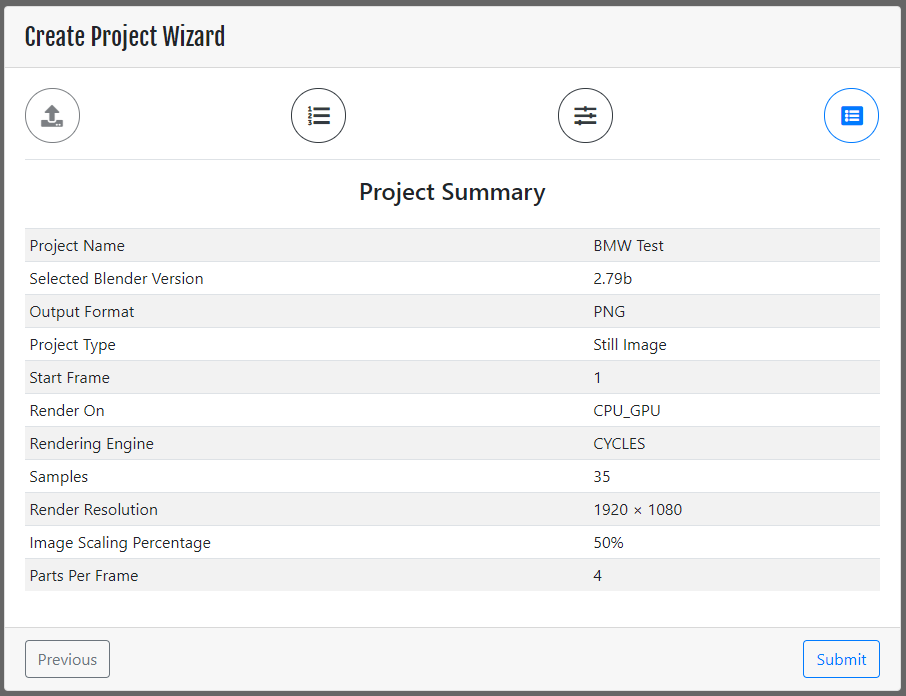 Create Project Wizard
Project Summary
Project Name BMW Test
Selected Blender Version 2.79b
Output Format PNG
Project Type Still Image
Start Frame 1
Render On CPU_GPU
Rendering Engine CYCLES
Samples 35
Render Resolution 1920 × 1080
Image Scaling Percentage 50%
Parts Per Frame 4
Previous Submit